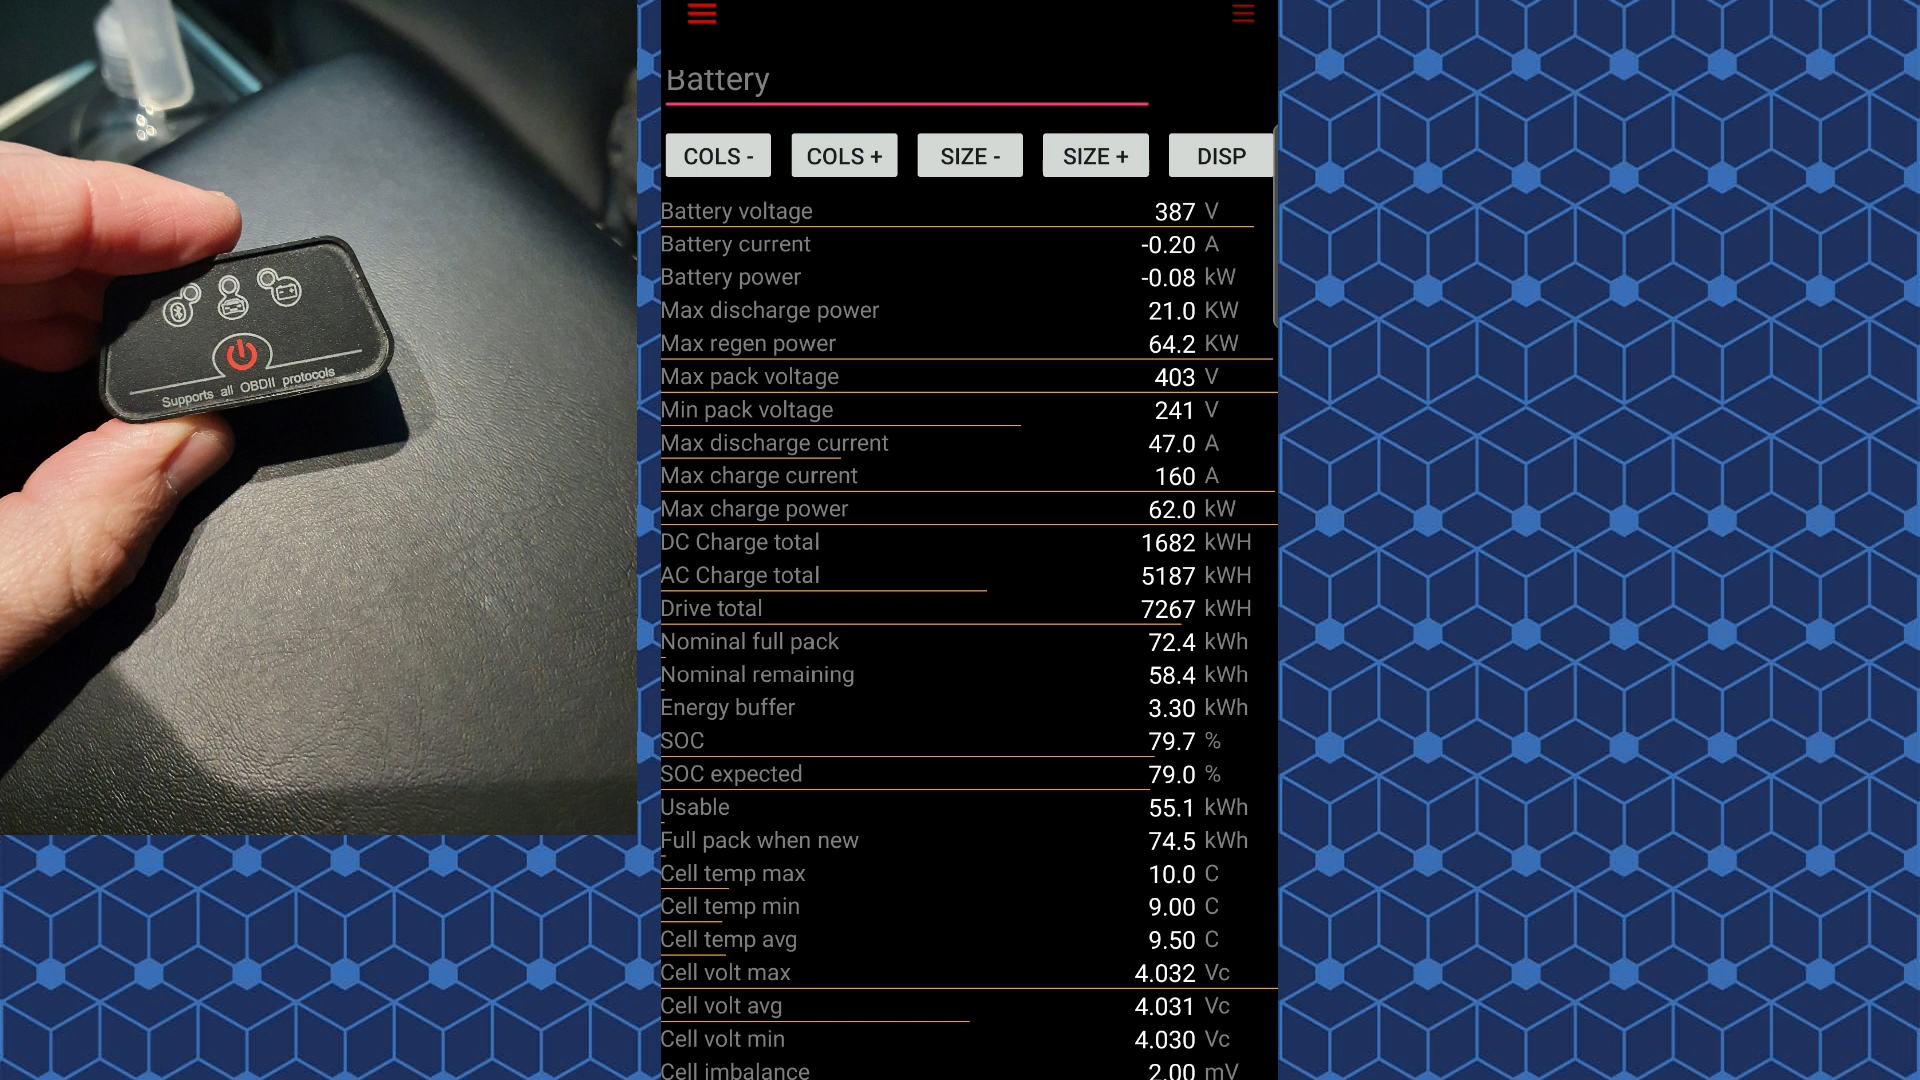 Supports all OBDII protocols
Battery
COLS - COLS + SIZE - SIZE + DISP
Battery voltage 387 V
Battery current -0.20 A
Battery power -0.08 kW
Max discharge power 21.0 KW
Max regen power 64.2 KW
Max pack voltage 403 V
Min pack voltage 241 V
Max discharge current 47.0 A
Max charge current 160 A
Max charge power 62.0 kW
DC Charge total 1682 kWH
AC Charge total 5187 kWH
Drive total 7267 kWH
Nominal full pack 72.4 kWh
Nominal remaining 58.4 kWh
Energy buffer 3.30 kWh
SOC 79.7 %
SOC expected 79.0 %
Usable 55.1 kWh
Full pack when new 74.5 kWh
Cell temp max 10.0 C
Cell temp min 9.00 C
Cell temp avg 9.50 C
Cell volt max 4.032 Vc
Cell volt avg 4.031 Vc
Cell volt min 4.030 Vc
Cell imbalance 2.00 mV